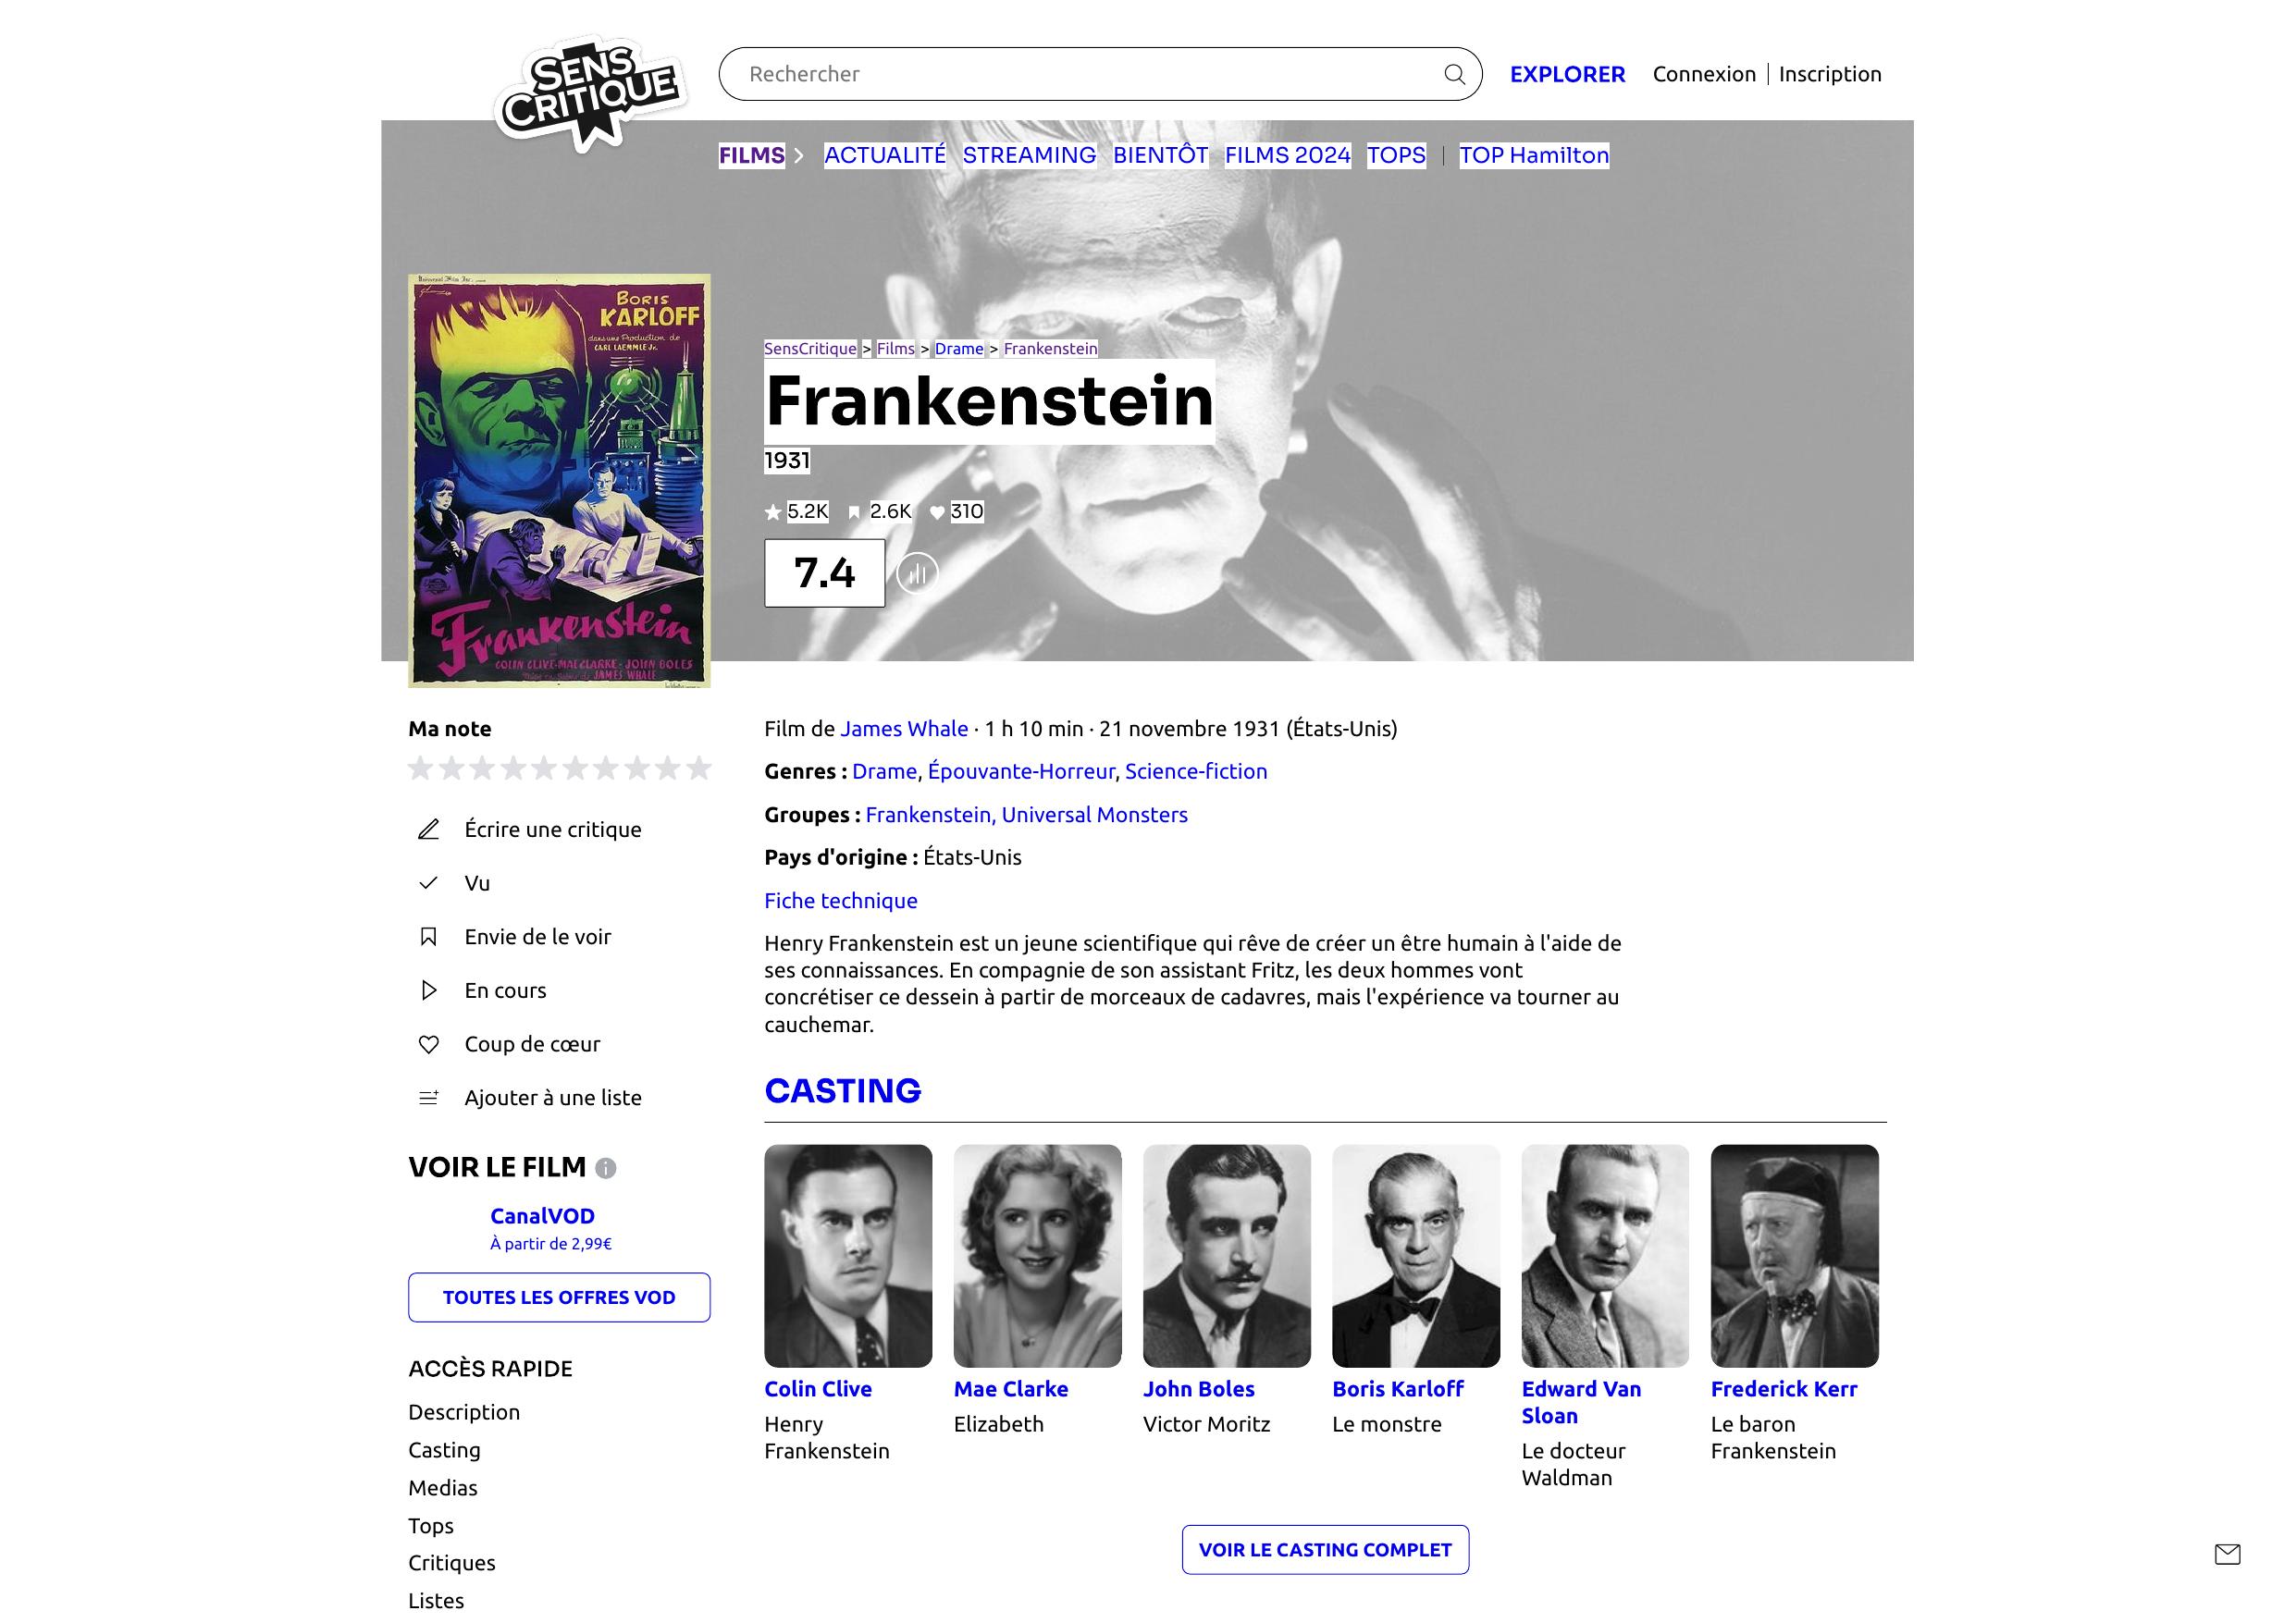 SENS
CRITIQUE
Rechercher
EXPLORER
Connexion
Inscription
FILMS
ACTUALITÉ
STREAMING
BIENTÔT
FILMS 2024
TOPS
TOP Hamilton
BORIS
KARLOFF
dans une Production de
CARL LAEMMLE Jr.
Frankenstein
COLIN CLIVE · MAE CLARKE · JOHN BOLES
JAMES WHALE
SensCritique > Films > Drame > Frankenstein
Frankenstein
1931
5.2K
2.6K
310
7.4
Ma note
Écrire une critique
Vu
Envie de le voir
En cours
Coup de cœur
Ajouter à une liste
VOIR LE FILM
CanalVOD
À partir de 2,99€
TOUTES LES OFFRES VOD
ACCÈS RAPIDE
Description
Casting
Medias
Tops
Critiques
Listes
Film de James Whale · 1 h 10 min · 21 novembre 1931 (États-Unis)
Genres : Drame, Épouvante-Horreur, Science-fiction
Groupes : Frankenstein, Universal Monsters
Pays d'origine : États-Unis
Fiche technique
Henry Frankenstein est un jeune scientifique qui rêve de créer un être humain à l'aide de
ses connaissances. En compagnie de son assistant Fritz, les deux hommes vont
concrétiser ce dessein à partir de morceaux de cadavres, mais l'expérience va tourner au
cauchemar.
CASTING
Colin Clive
Henry
Frankenstein
Mae Clarke
Elizabeth
John Boles
Victor Moritz
Boris Karloff
Le monstre
Edward Van
Sloan
Le docteur
Waldman
Frederick Kerr
Le baron
Frankenstein
VOIR LE CASTING COMPLET